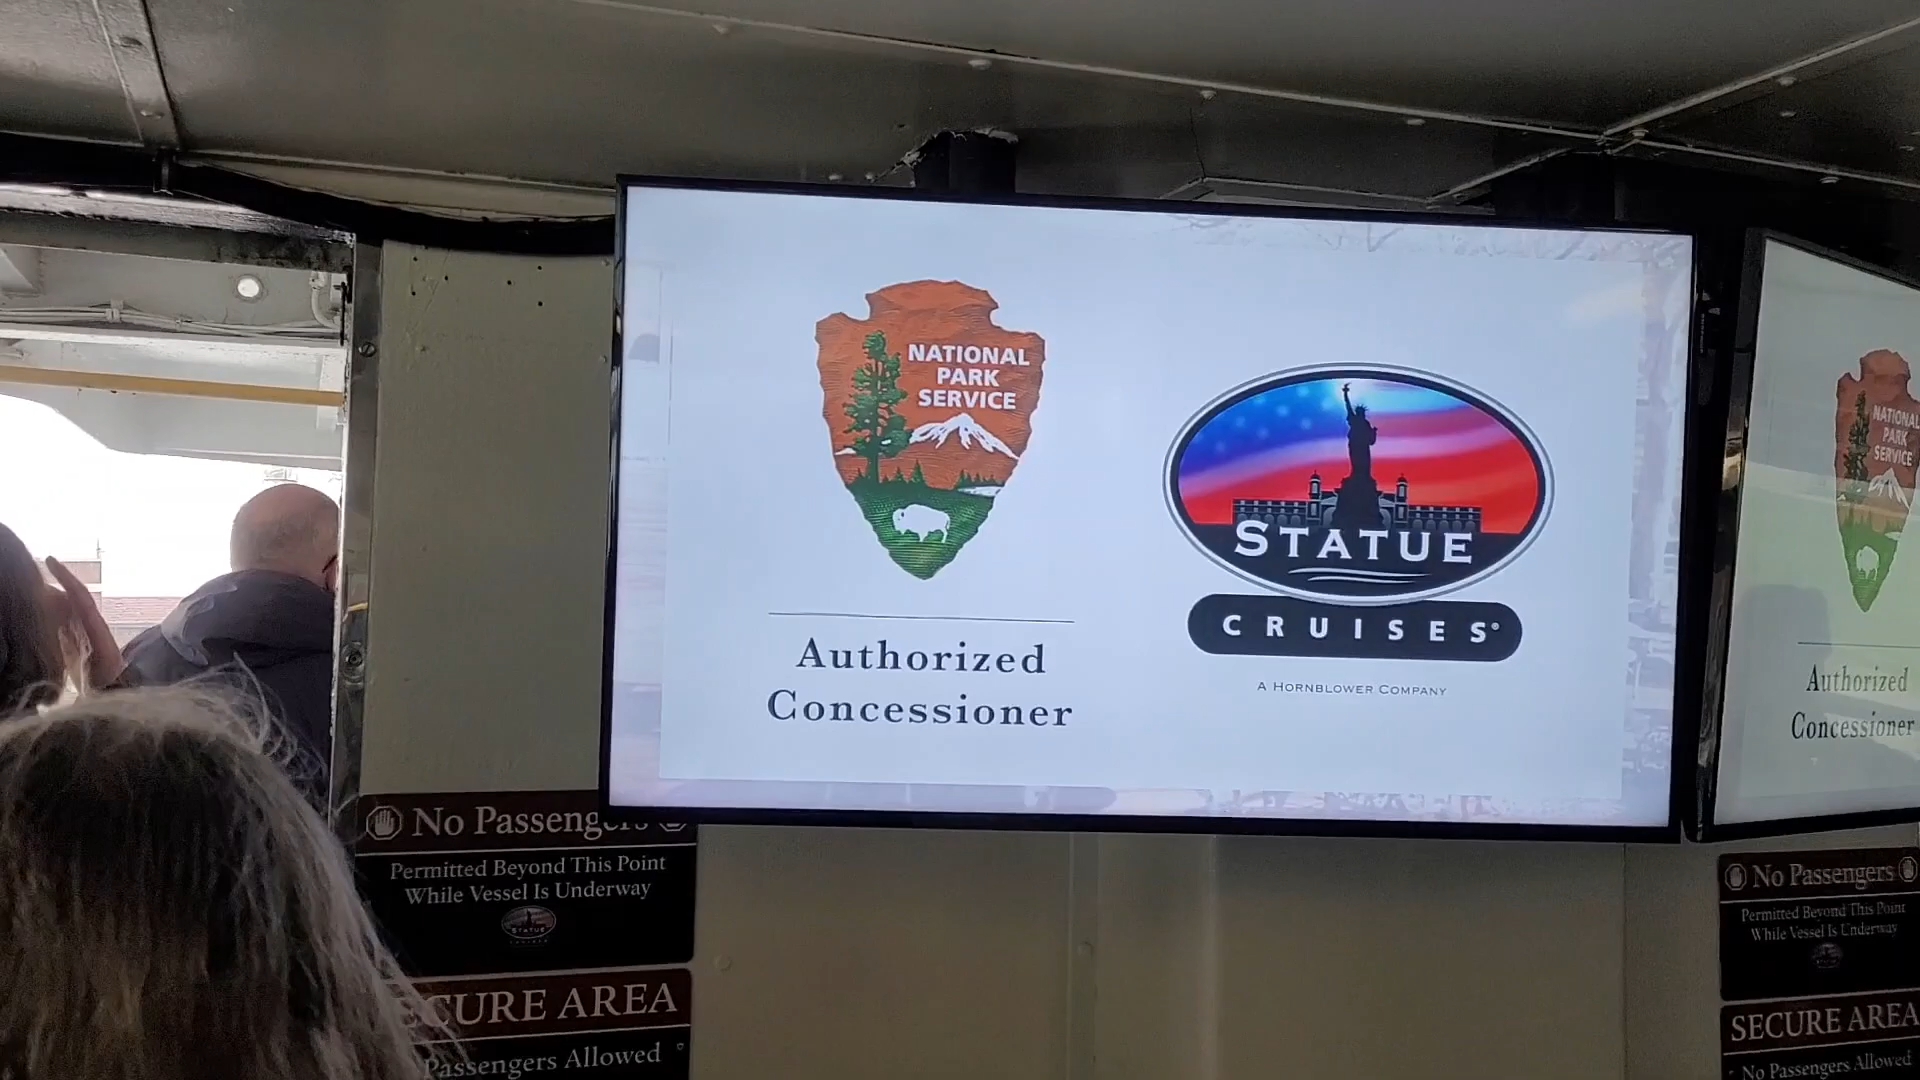 NATIONAL
PARK
SERVICE
Authorized
Concessioner
STATUE
CRUISES®
A HORNBLOWER COMPANY
NATIONAL
PARK
SERVICE
Authorized
Concessioner
No Passengers
Permitted Beyond This Point
While Vessel Is Underway
STATUE
ECURE AREA
Passengers Allowed
No Passengers
Permitted Beyond This Point
While Vessel Is Underway
SECURE AREA
No Passengers Allowed